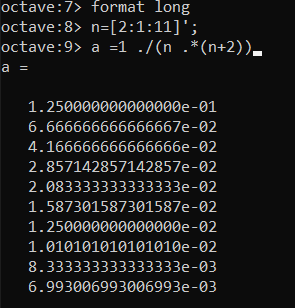 octave:7> format long
octave:8> n=[2:1:11]';
octave:9> a =1 ./(n .*(n+2))
a =
1.250000000000000e-01
6.666666666666667e-02
4.166666666666666e-02
2.857142857142857e-02
2.083333333333333e-02
1.587301587301587e-02
1.250000000000000e-02
1.010101010101010e-02
8.333333333333333e-03
6.993006993006993e-03